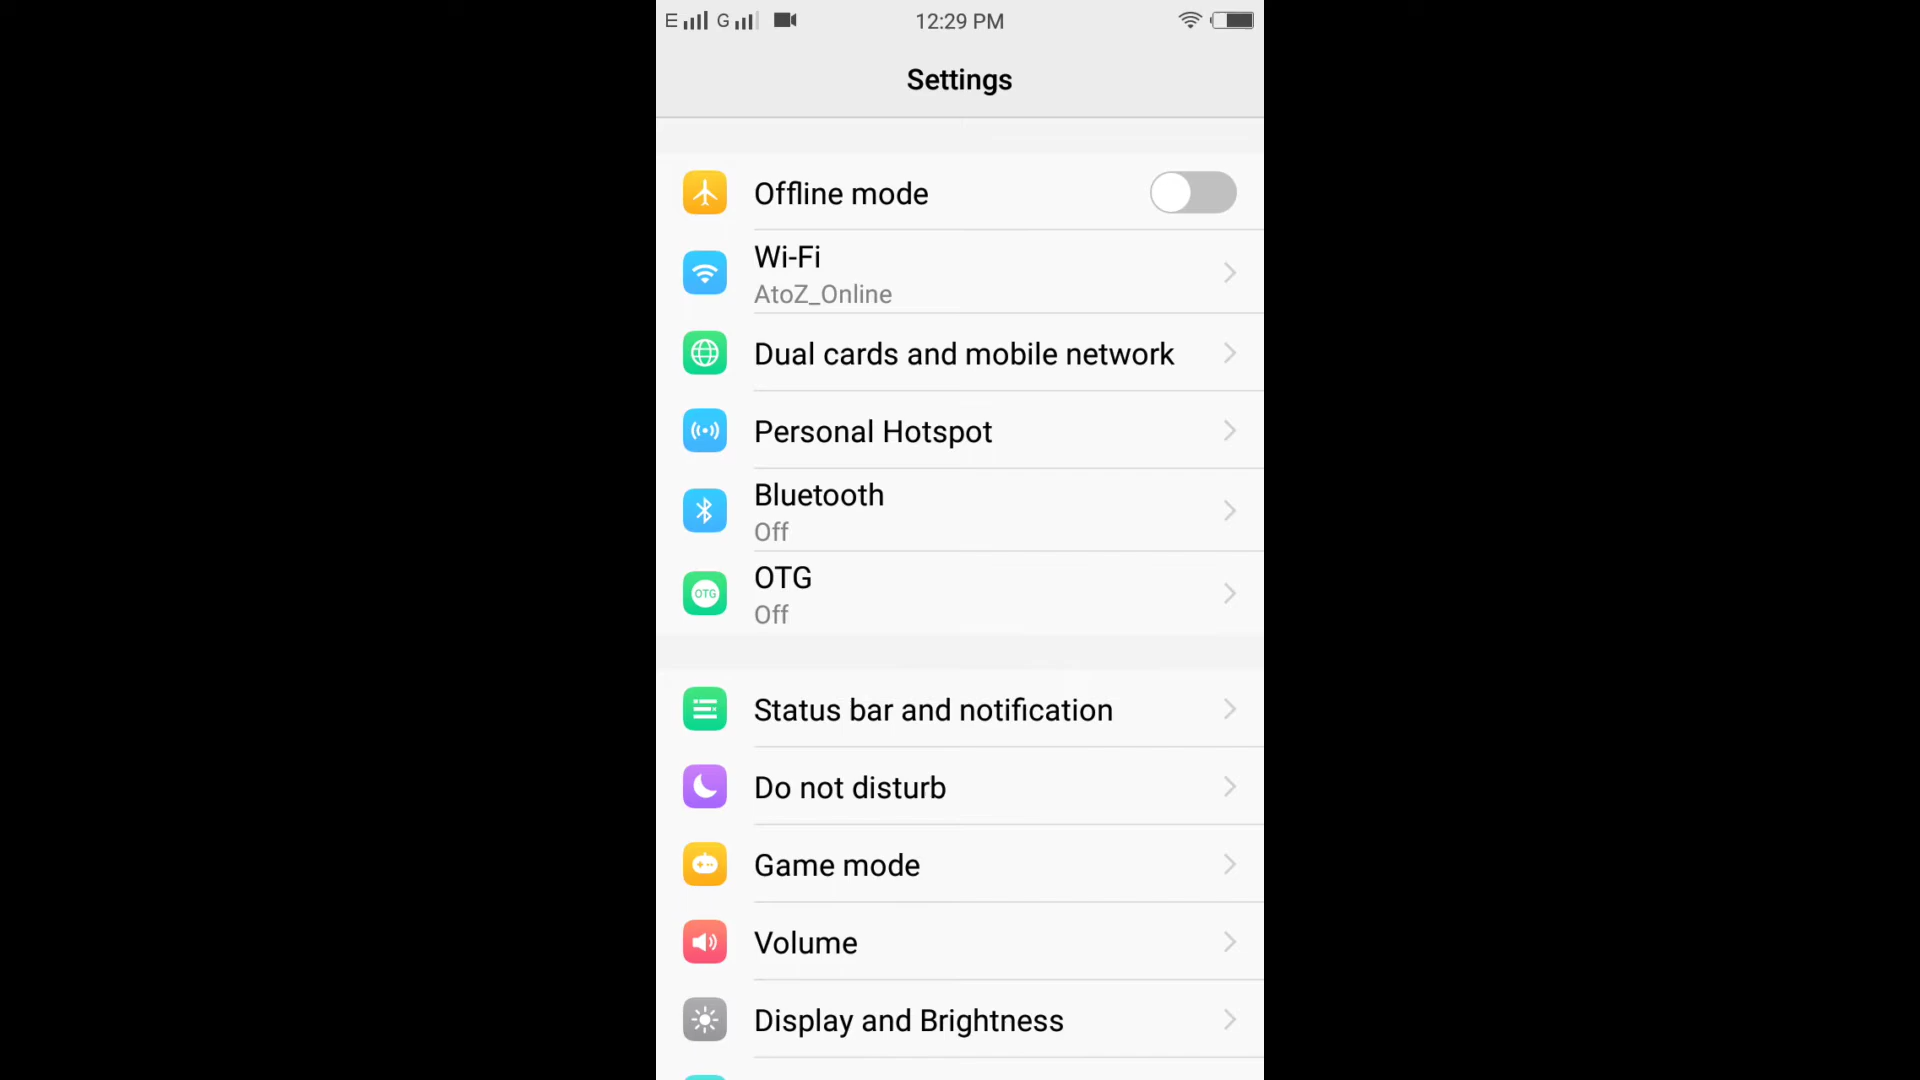 E G 12:29 PM
Settings
Offline mode
Wi-Fi
AtoZ_Online
Dual cards and mobile network
Personal Hotspot
Bluetooth
Off
OTG
OTG
Off
Status bar and notification
Do not disturb
Game mode
Volume
Display and Brightness